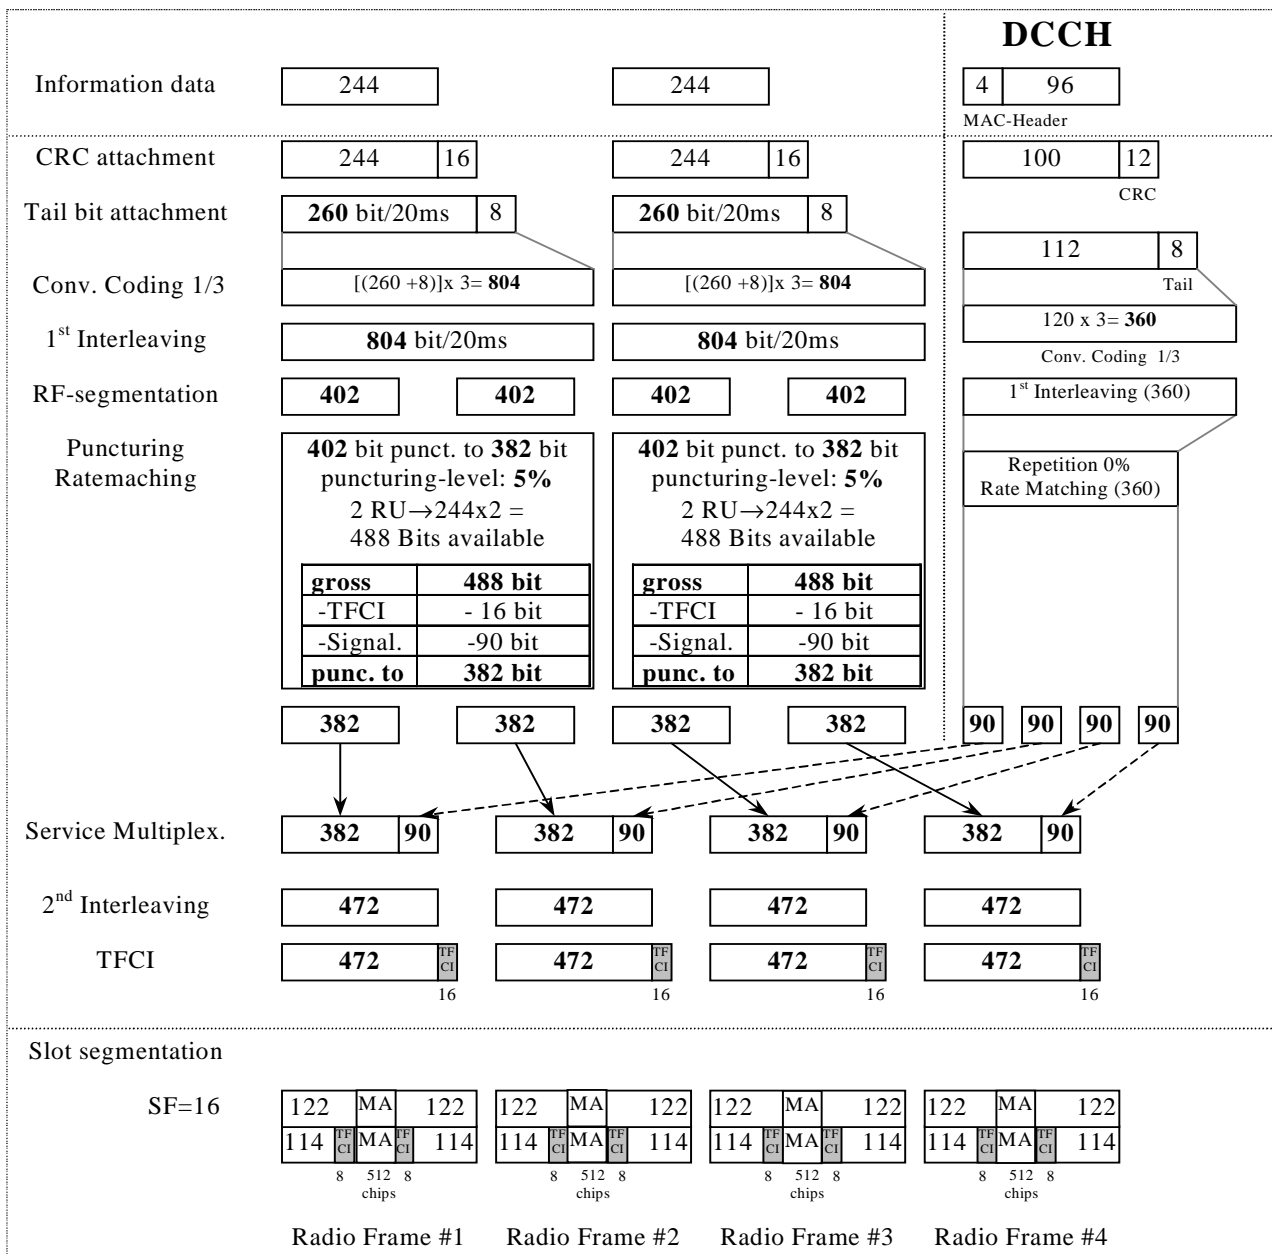 DCCH
Information data 244 244 4 96
MAC-Header
CRC attachment 244 16 244 16 100 12
CRC
Tail bit attachment 260 bit/20ms 8 260 bit/20ms 8
112 8
Tail
Conv. Coding 1/3 [(260 +8)]x 3= 804 [(260 +8)]x 3= 804
120 x 3= 360
Conv. Coding 1/3
1st Interleaving 804 bit/20ms 804 bit/20ms
RF-segmentation 402 402 402 402 1st Interleaving (360)
Puncturing
Ratemaching
402 bit punct. to 382 bit
puncturing-level: 5%
2 RU→244x2 =
488 Bits available
gross 488 bit
-TFCI - 16 bit
-Signal. -90 bit
punc. to 382 bit
402 bit punct. to 382 bit
puncturing-level: 5%
2 RU→244x2 =
488 Bits available
gross 488 bit
-TFCI - 16 bit
-Signal. -90 bit
punc. to 382 bit
Repetition 0%
Rate Matching (360)
382 382 382 382 90 90 90 90
Service Multiplex. 382 90 382 90 382 90 382 90
2nd Interleaving 472 472 472 472
TFCI 472 TF CI 472 TF CI 472 TF CI 472 TF CI
16 16 16 16
Slot segmentation
SF=16 122 MA 122 122 MA 122 122 MA 122 122 MA 122
114 TF CI MA TF CI 114 114 TF CI MA TF CI 114 114 TF CI MA TF CI 114 114 TF CI MA TF CI 114
8 512 8 8 512 8 8 512 8 8 512 8
chips chips chips chips
Radio Frame #1 Radio Frame #2 Radio Frame #3 Radio Frame #4